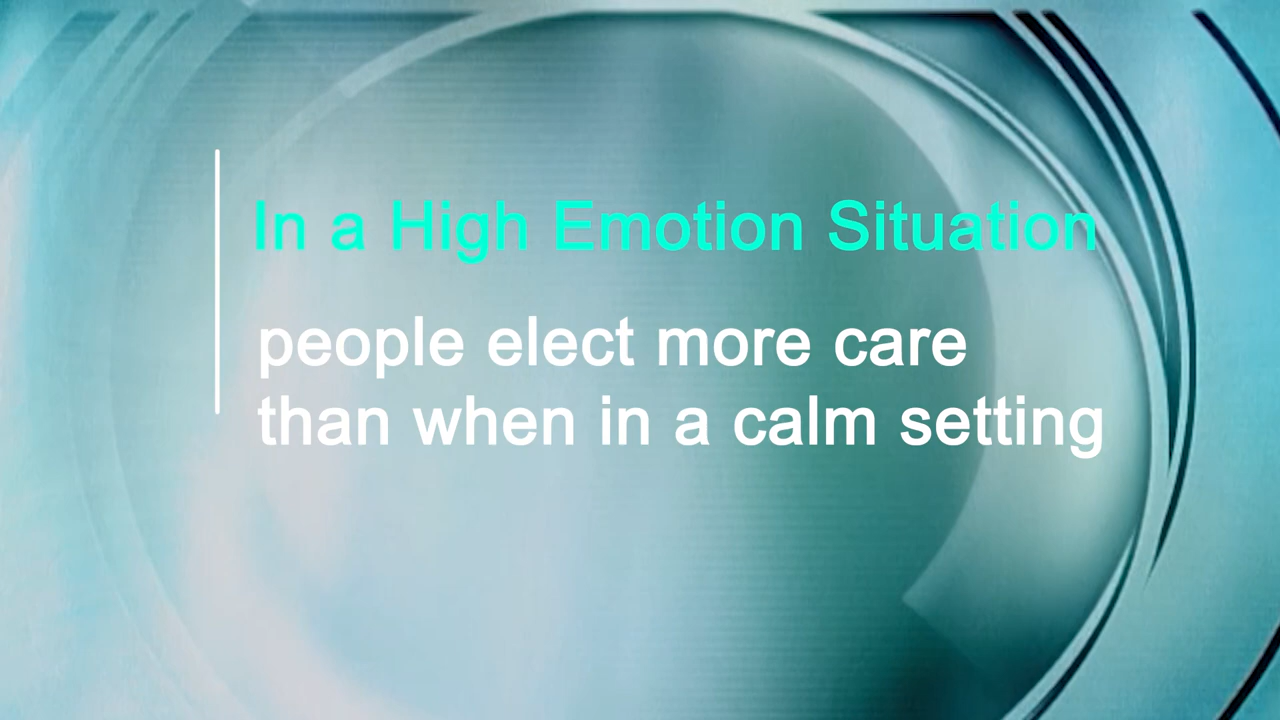 In a High Emotion Situation
people elect more care
than when in a calm setting